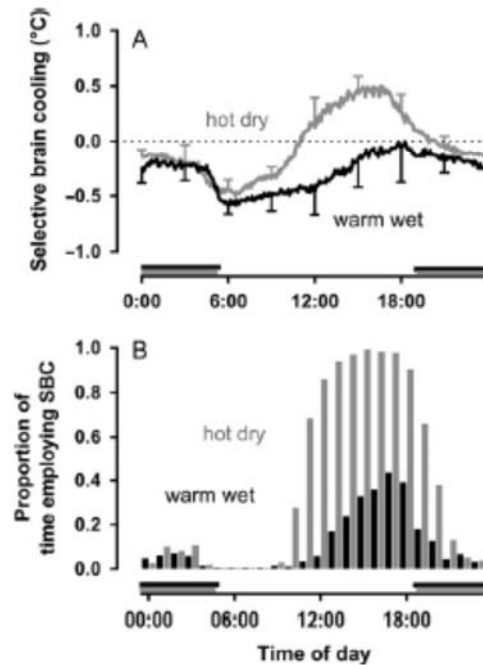 A
Selective brain cooling (°C)
1.0
0.5
0.0
−0.5
−1.0
hot dry
warm wet
0:00 6:00 12:00 18:00
B
Proportion of
time employing SBC
1.0
0.8
0.6
0.4
0.2
0.0
hot dry
warm wet
00:00 06:00 12:00 18:00
Time of day